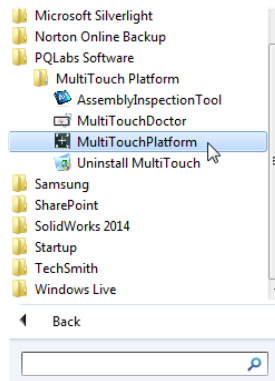 Microsoft Silverlight
Norton Online Backup
PQLabs Software
MultiTouch Platform
AssemblyInspectionTool
MultiTouchDoctor
MultiTouchPlatform
Uninstall MultiTouch
Samsung
SharePoint
SolidWorks 2014
Startup
TechSmith
Windows Live
Back